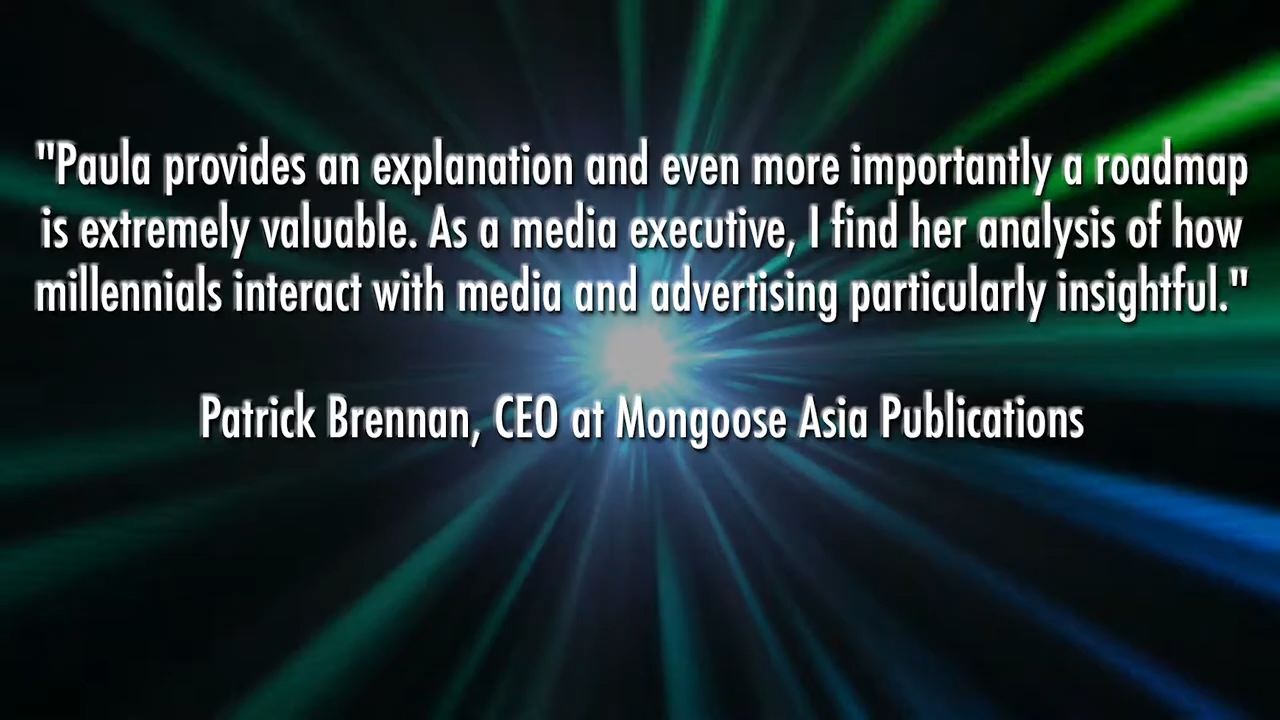 "Paula provides an explanation and even more importantly a roadmap
is extremely valuable. As a media executive, I find her analysis of how
millennials interact with media and advertising particularly insightful."
Patrick Brennan, CEO at Mongoose Asia Publications